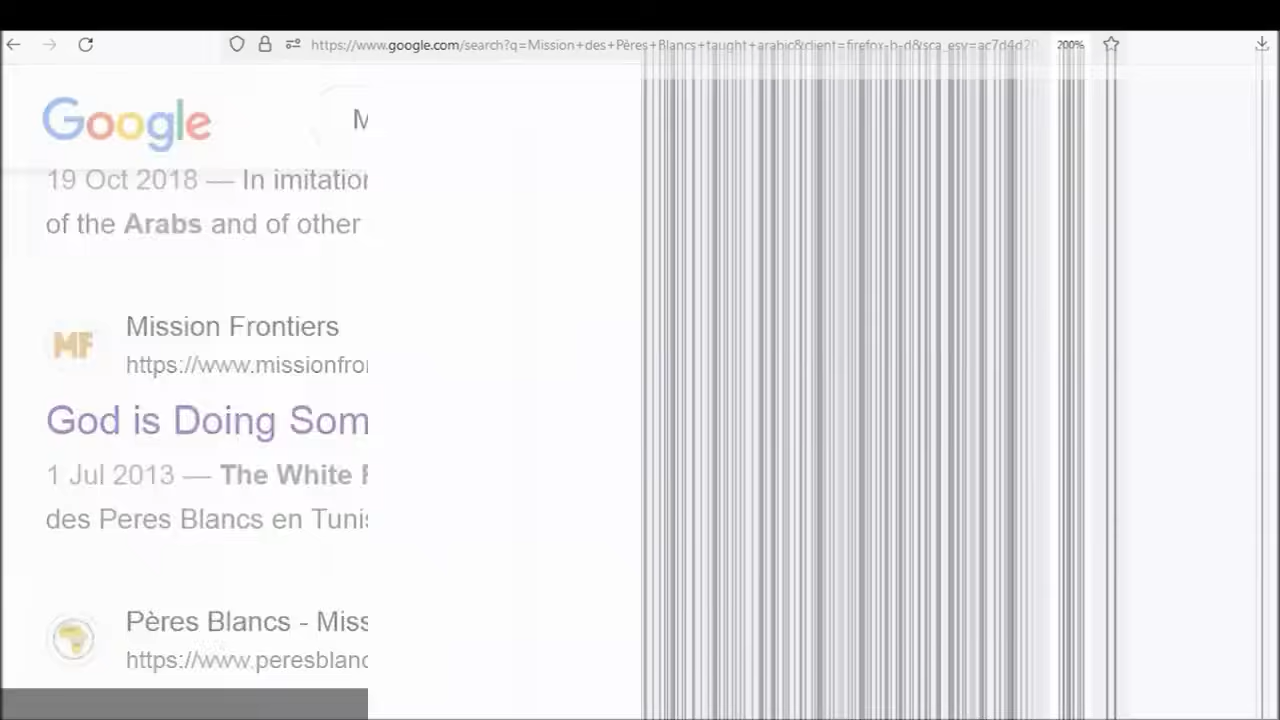 https://www.google.com/search?q=Mission+des+Pères+Blancs+taught+arabic&client=firefox-b-d&sca_esv=ac7d4d20
200%
Google
M
19 Oct 2018 — In imitation
of the Arabs and of other
MF
Mission Frontiers
https://www.missionfro
God is Doing Som
1 Jul 2013 — The White F
des Peres Blancs en Tunis
Pères Blancs - Miss
https://www.peresblanc